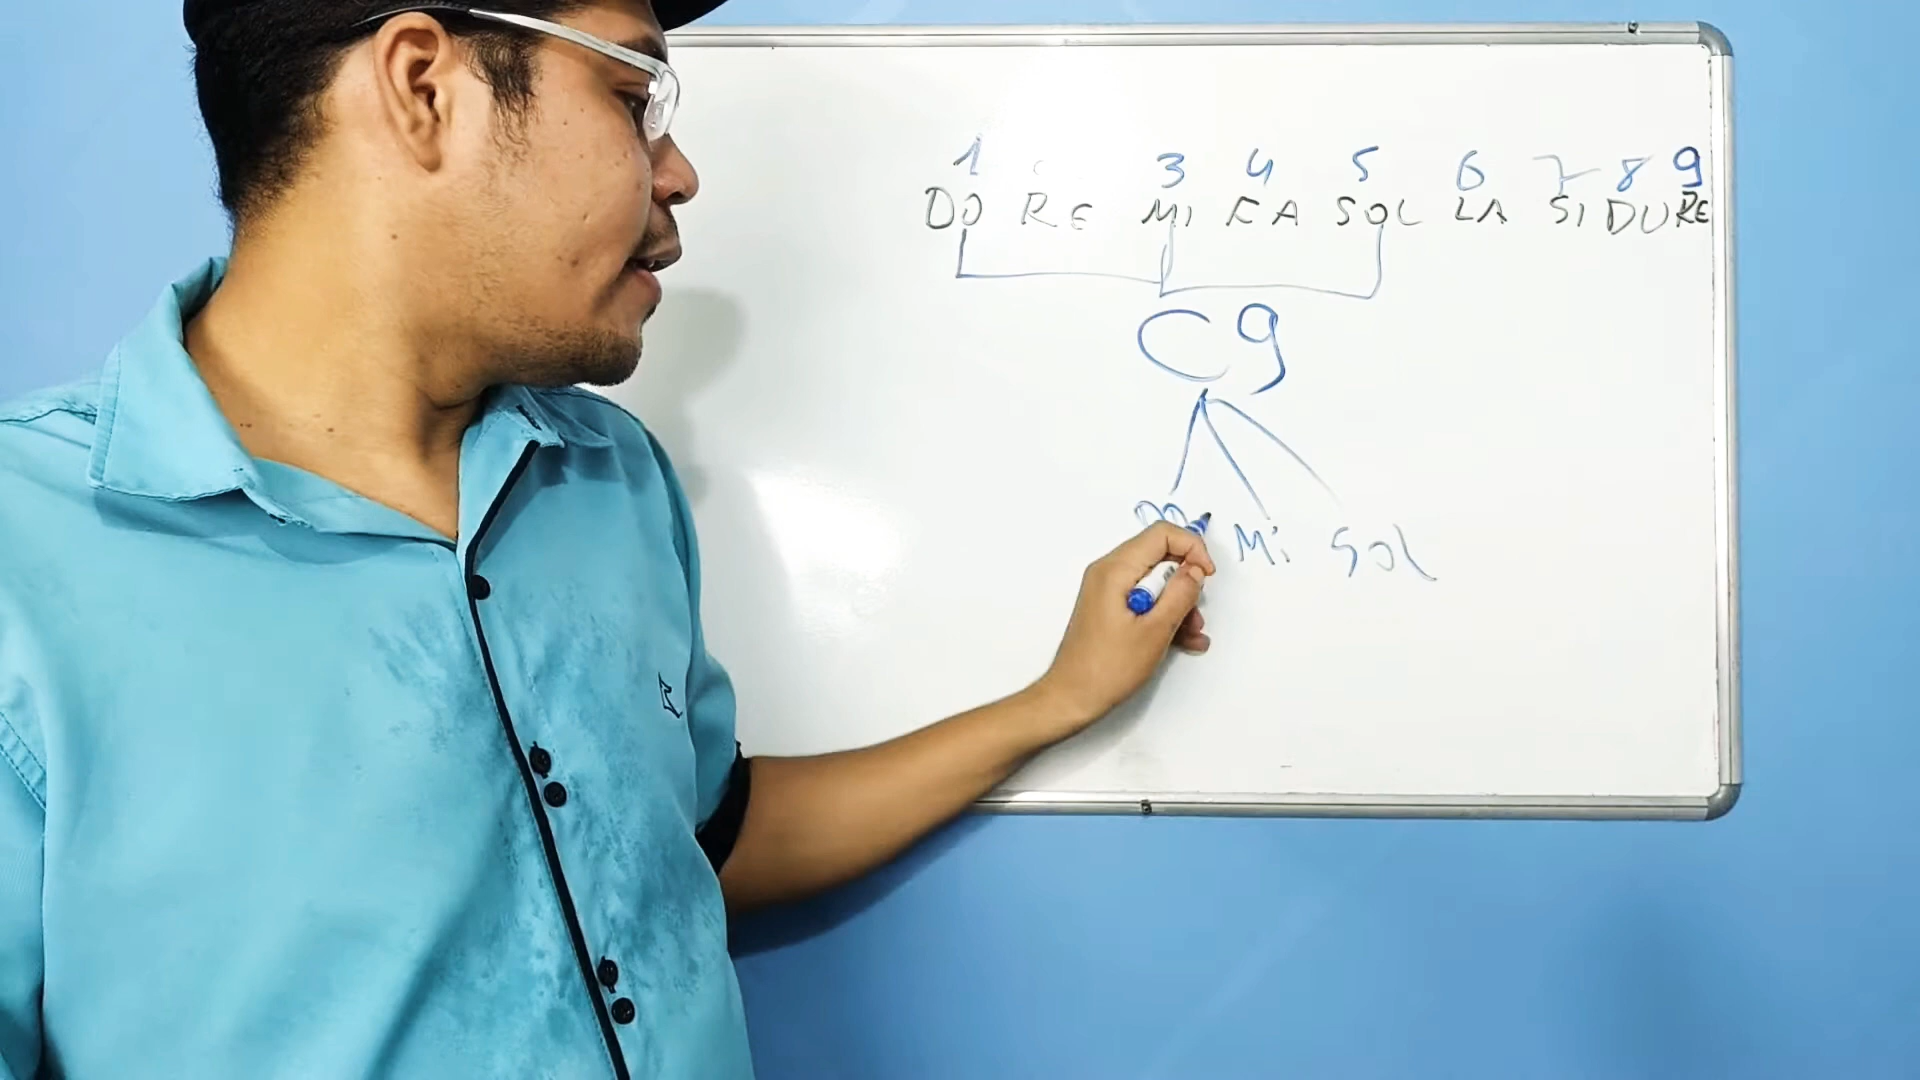 1 3 4 5 6 7 8 9
DO RE MI FA SOL LA SI DO RE
C9
DO Mi Sol